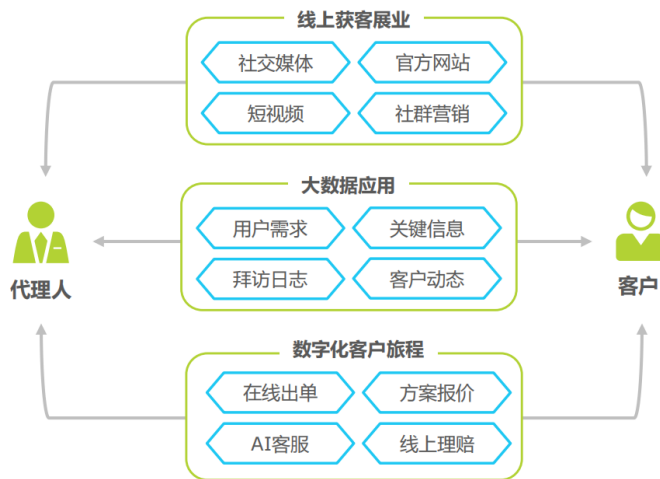 线上获客展业
社交媒体
官方网站
短视频
社群营销
大数据应用
用户需求
关键信息
拜访日志
客户动态
代理人
客户
数字化客户旅程
在线出单
方案报价
AI客服
线上理赔